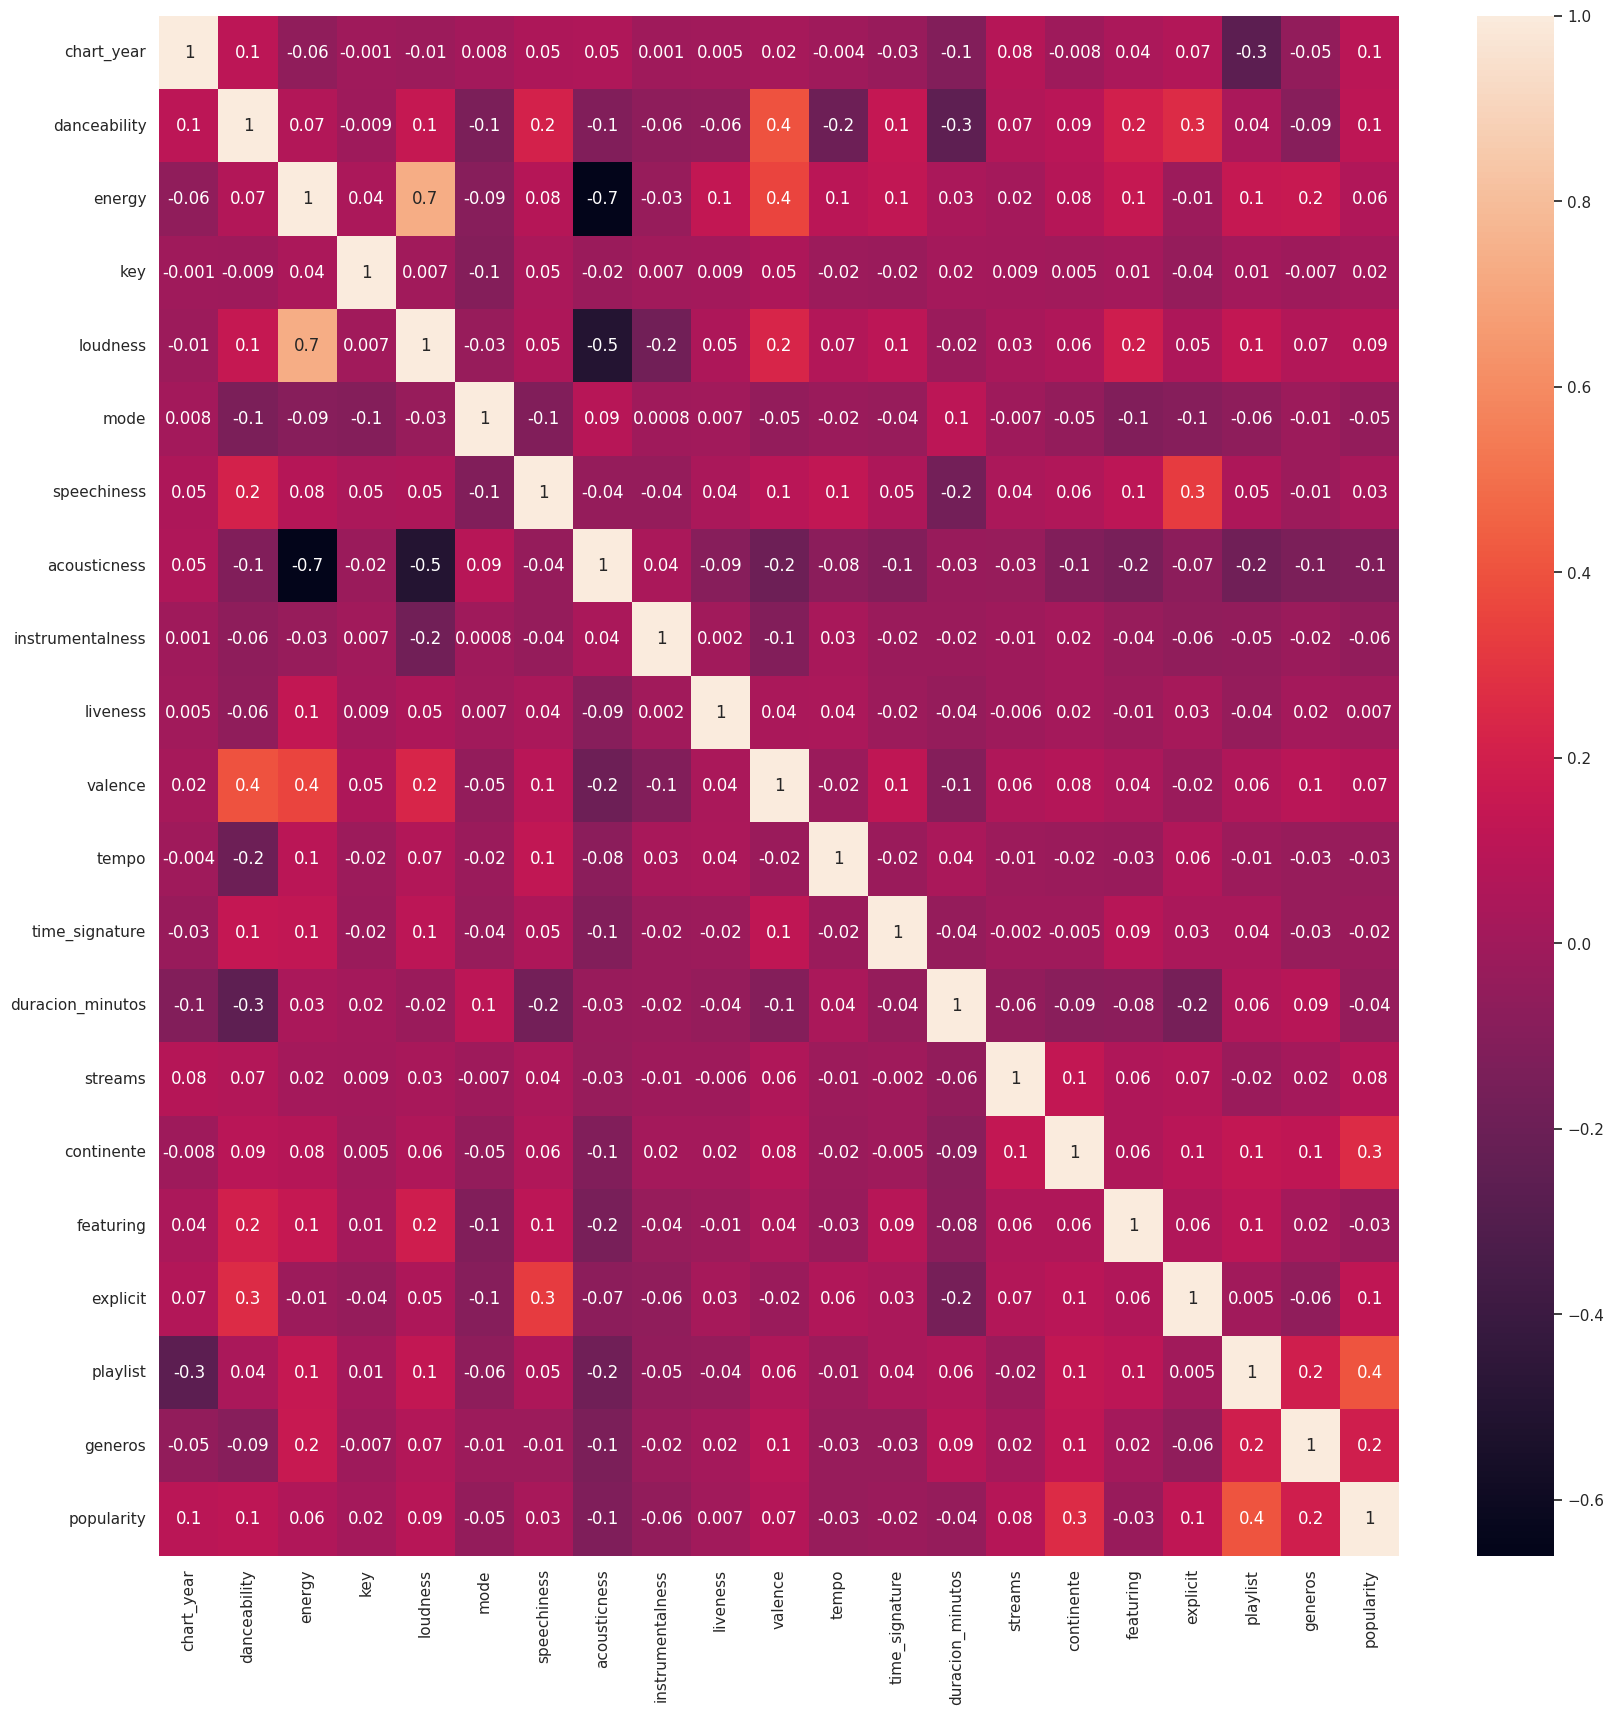 chart_year 1 0.1 -0.06 -0.001 -0.01 0.008 0.05 0.05 0.001 0.005 0.02 -0.004 -0.03 -0.1 0.08 -0.008 0.04 0.07 -0.3 -0.05 0.1
danceability 0.1 1 0.07 -0.009 0.1 -0.1 0.2 -0.1 -0.06 -0.06 0.4 -0.2 0.1 -0.3 0.07 0.09 0.2 0.3 0.04 -0.09 0.1
energy -0.06 0.07 1 0.04 0.7 -0.09 0.08 -0.7 -0.03 0.1 0.4 0.1 0.1 0.03 0.02 0.08 0.1 -0.01 0.1 0.2 0.06
key -0.001 -0.009 0.04 1 0.007 -0.1 0.05 -0.02 0.007 0.009 0.05 -0.02 -0.02 0.02 0.009 0.005 0.01 -0.04 0.01 -0.007 0.02
loudness -0.01 0.1 0.7 0.007 1 -0.03 0.05 -0.5 -0.2 0.05 0.2 0.07 0.1 -0.02 0.03 0.06 0.2 0.05 0.1 0.07 0.09
mode 0.008 -0.1 -0.09 -0.1 -0.03 1 -0.1 0.09 0.0008 0.007 -0.05 -0.02 -0.04 0.1 -0.007 -0.05 -0.1 -0.1 -0.06 -0.01 -0.05
speechiness 0.05 0.2 0.08 0.05 0.05 -0.1 1 -0.04 -0.04 0.04 0.1 0.1 0.05 -0.2 0.04 0.06 0.1 0.3 0.05 -0.01 0.03
acousticness 0.05 -0.1 -0.7 -0.02 -0.5 0.09 -0.04 1 0.04 -0.09 -0.2 -0.08 -0.1 -0.03 -0.03 -0.1 -0.2 -0.07 -0.2 -0.1 -0.1
instrumentalness 0.001 -0.06 -0.03 0.007 -0.2 0.0008 -0.04 0.04 1 0.002 -0.1 0.03 -0.02 -0.02 -0.01 0.02 -0.04 -0.06 -0.05 -0.02 -0.06
liveness 0.005 -0.06 0.1 0.009 0.05 0.007 0.04 -0.09 0.002 1 0.04 0.04 -0.02 -0.04 -0.006 0.02 -0.01 0.03 -0.04 0.02 0.007
valence 0.02 0.4 0.4 0.05 0.2 -0.05 0.1 -0.2 -0.1 0.04 1 -0.02 0.1 -0.1 0.06 0.08 0.04 -0.02 0.06 0.1 0.07
tempo -0.004 -0.2 0.1 -0.02 0.07 -0.02 0.1 -0.08 0.03 0.04 -0.02 1 -0.02 0.04 -0.01 -0.02 -0.03 0.06 -0.01 -0.03 -0.03
time_signature -0.03 0.1 0.1 -0.02 0.1 -0.04 0.05 -0.1 -0.02 -0.02 0.1 -0.02 1 -0.04 -0.002 -0.005 0.09 0.03 0.04 -0.03 -0.02
duracion_minutos -0.1 -0.3 0.03 0.02 -0.02 0.1 -0.2 -0.03 -0.02 -0.04 -0.1 0.04 -0.04 1 -0.06 -0.09 -0.08 -0.2 0.06 0.09 -0.04
streams 0.08 0.07 0.02 0.009 0.03 -0.007 0.04 -0.03 -0.01 -0.006 0.06 -0.01 -0.002 -0.06 1 0.1 0.06 0.07 -0.02 0.02 0.08
continente -0.008 0.09 0.08 0.005 0.06 -0.05 0.06 -0.1 0.02 0.02 0.08 -0.02 -0.005 -0.09 0.1 1 0.06 0.1 0.1 0.1 0.3
featuring 0.04 0.2 0.1 0.01 0.2 -0.1 0.1 -0.2 -0.04 -0.01 0.04 -0.03 0.09 -0.08 0.06 0.06 1 0.06 0.1 0.02 -0.03
explicit 0.07 0.3 -0.01 -0.04 0.05 -0.1 0.3 -0.07 -0.06 0.03 -0.02 0.06 0.03 -0.2 0.07 0.1 0.06 1 0.005 -0.06 0.1
playlist -0.3 0.04 0.1 0.01 0.1 -0.06 0.05 -0.2 -0.05 -0.04 0.06 -0.01 0.04 0.06 -0.02 0.1 0.1 0.005 1 0.2 0.4
generos -0.05 -0.09 0.2 -0.007 0.07 -0.01 -0.01 -0.1 -0.02 0.02 0.1 -0.03 -0.03 0.09 0.02 0.1 0.02 -0.06 0.2 1 0.2
popularity 0.1 0.1 0.06 0.02 0.09 -0.05 0.03 -0.1 -0.06 0.007 0.07 -0.03 -0.02 -0.04 0.08 0.3 -0.03 0.1 0.4 0.2 1
chart_year
danceability
energy
key
loudness
mode
speechiness
acousticness
instrumentalness
liveness
valence
tempo
time_signature
duracion_minutos
streams
continente
featuring
explicit
playlist
generos
popularity
1.0
0.8
0.6
0.4
0.2
0.0
−0.2
−0.4
−0.6